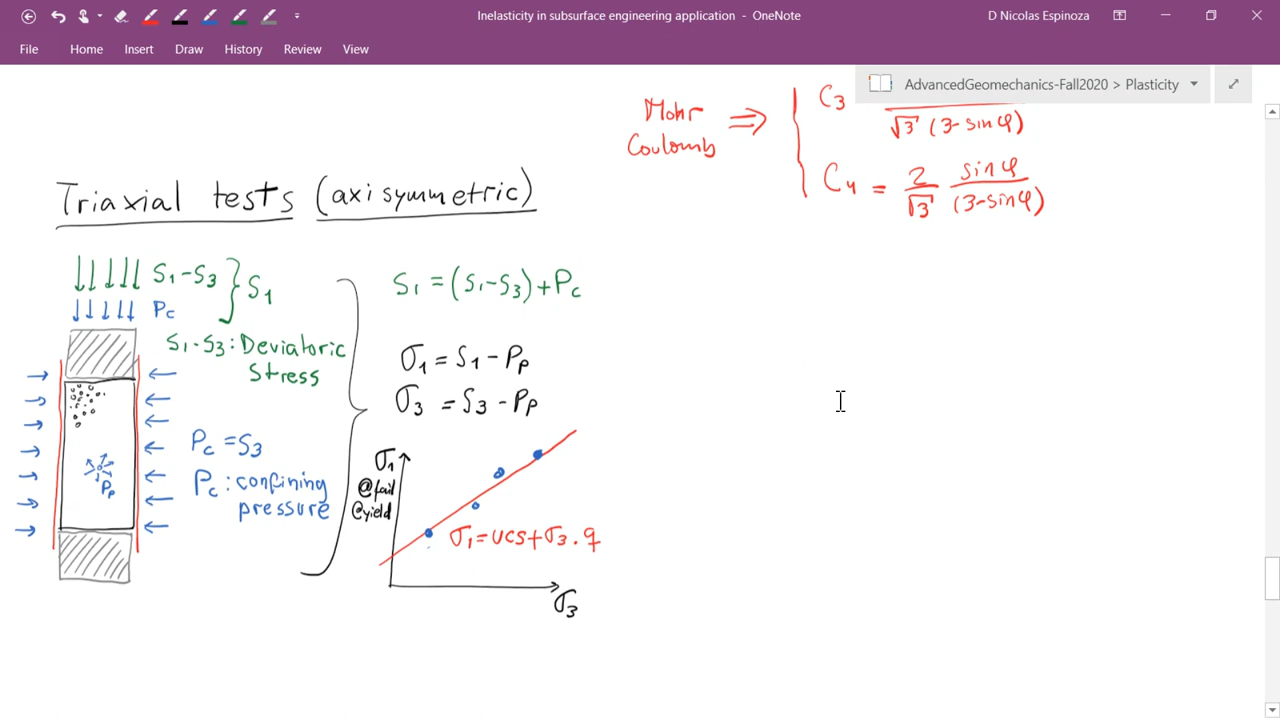 Inelasticity in subsurface engineering application - OneNote
D Nicolas Espinoza
File Home Insert Draw History Review View
AdvancedGeomechanics-Fall2020 > Plasticity
Mohr
Coulomb
⇒
C3
√3 (3-sinφ)
C4 = 2/√3 sinφ/(3-sinφ)
Triaxial tests (axisymmetric)
S1-S3 } S1
Pc
S1-S3: Deviatoric
Stress
Pc = S3
Pc: confining
pressure
Pp
S1 = (S1-S3)+Pc
σ1 = S1 - Pp
σ3 = S3 - Pp
σ1
@fail
@yield
σ1 = UCS + σ3 . q
σ3